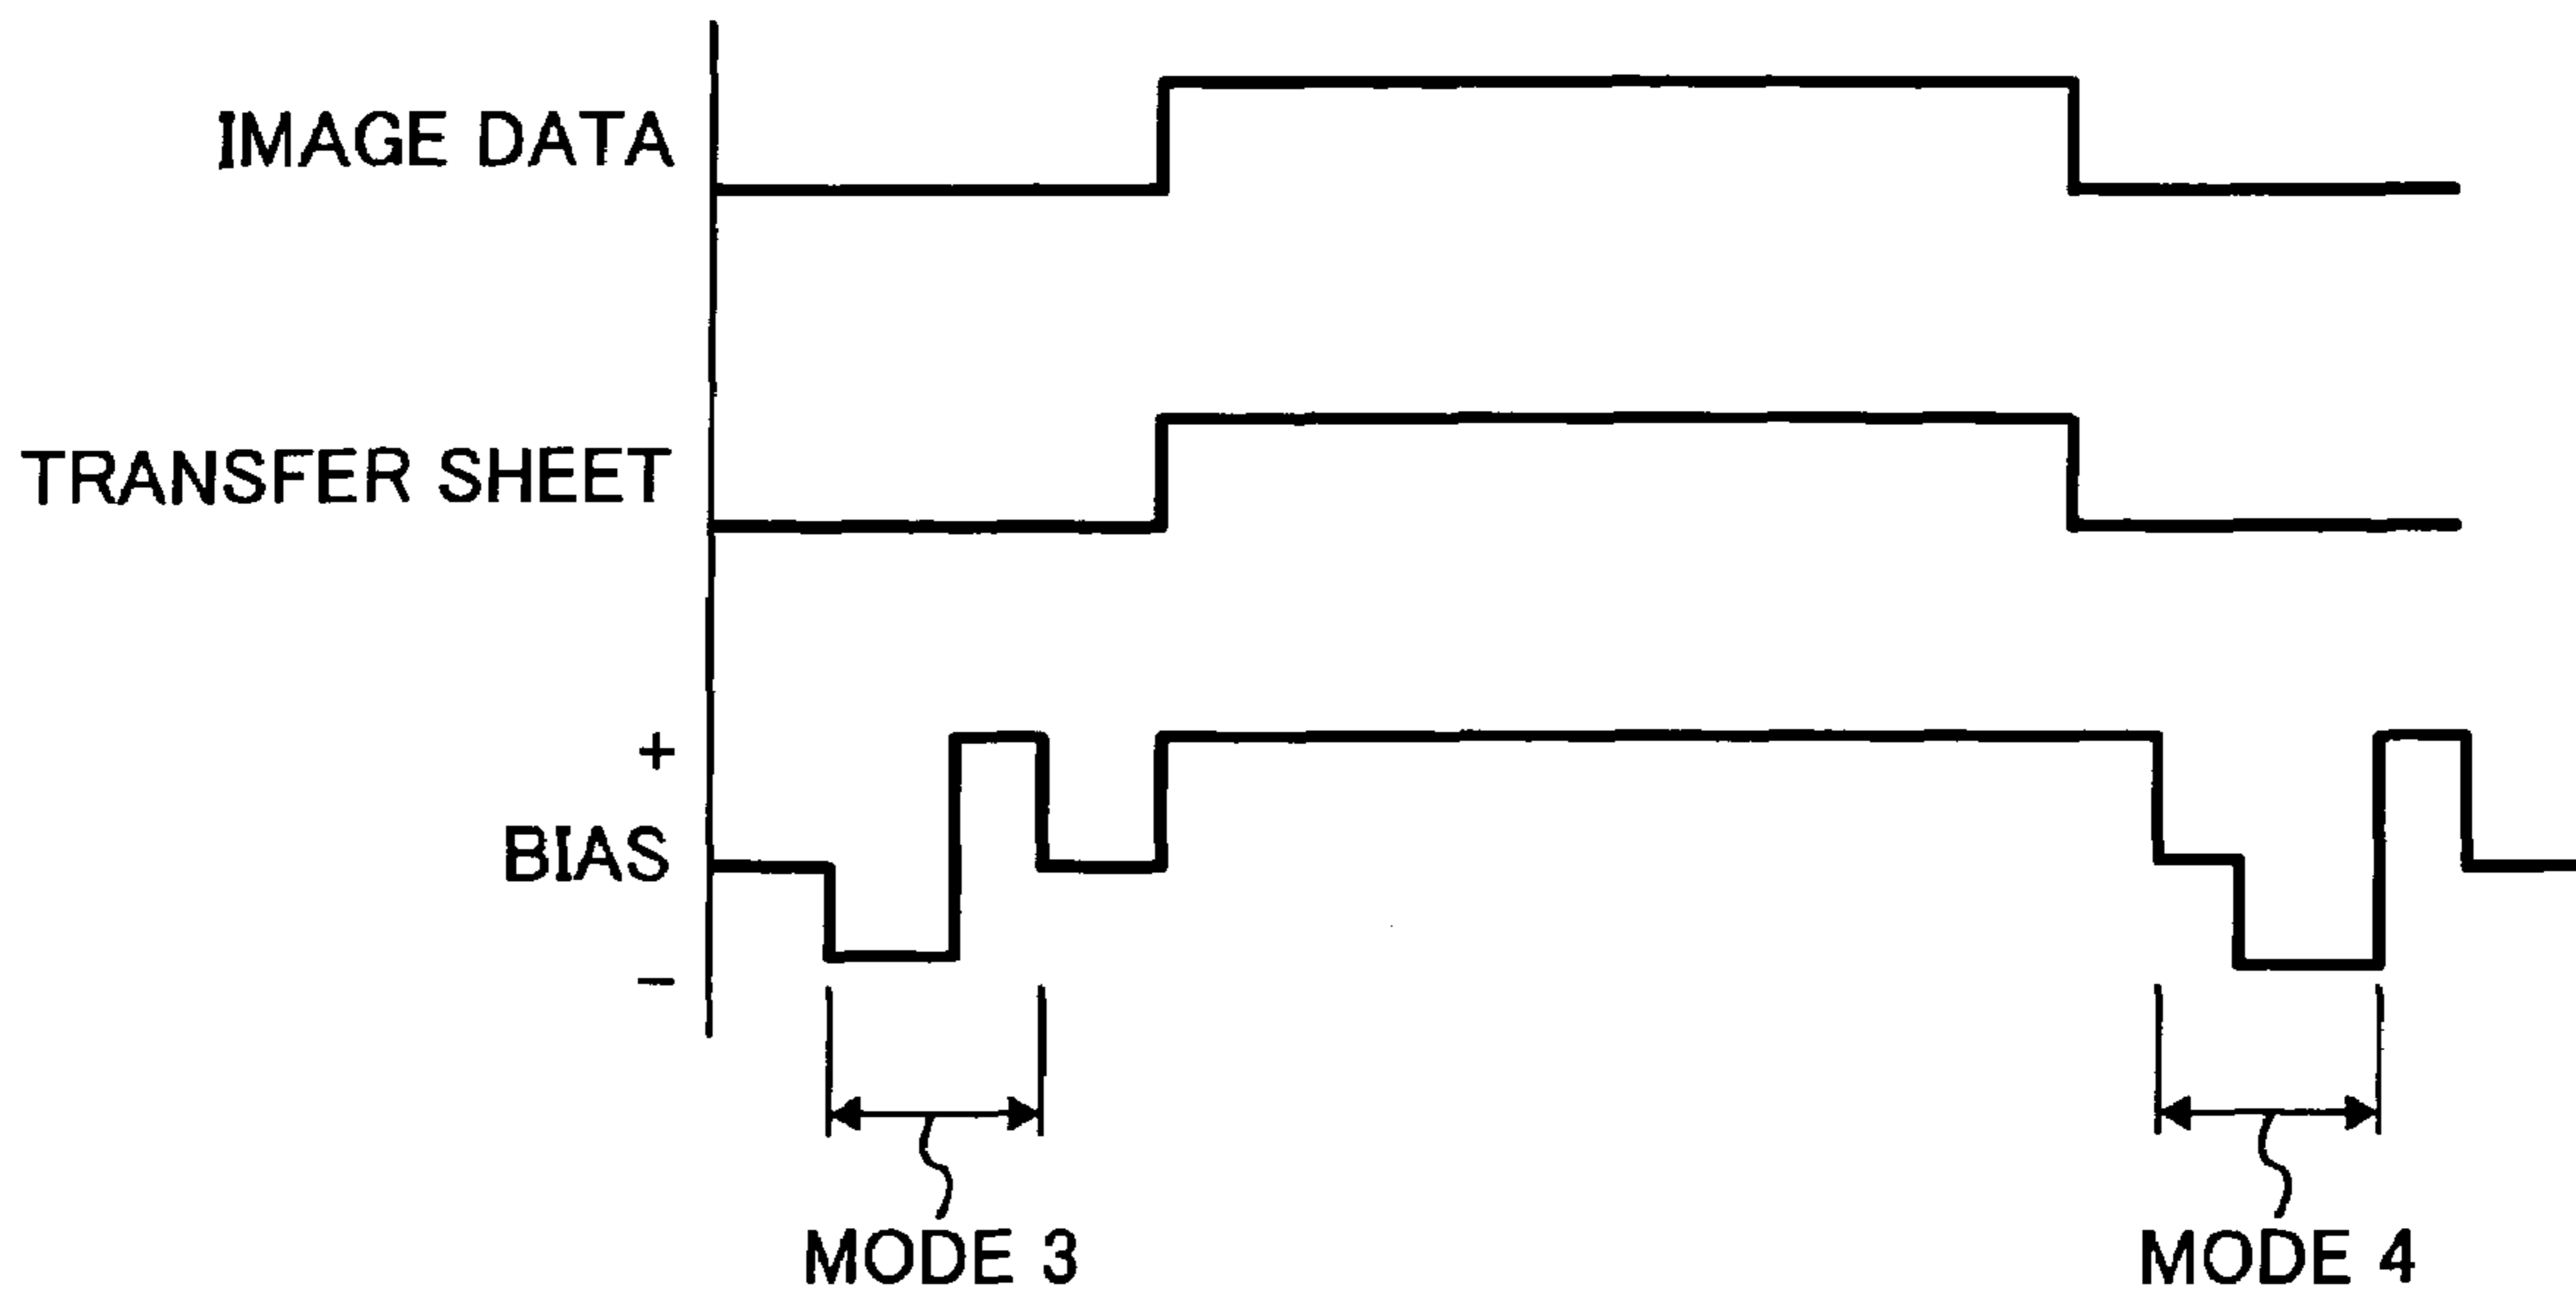 IMAGE DATA
TRANSFER SHEET
+
BIAS
−
MODE 3
MODE 4